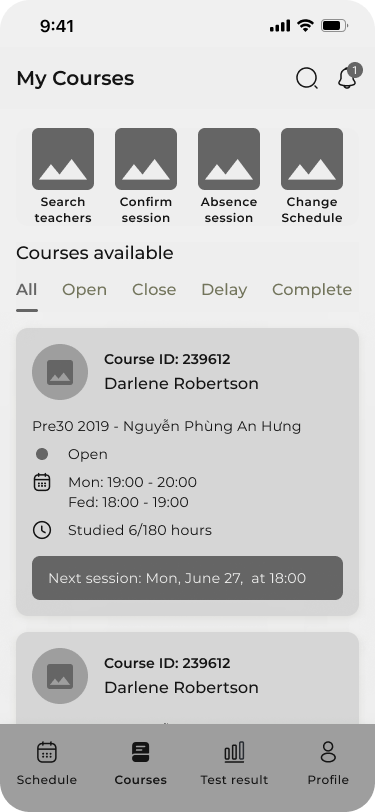 9:41
My Courses
1
Search
teachers
Confirm
session
Absence
session
Change
Schedule
Courses available
All Open Close Delay Complete
Course ID: 239612
Darlene Robertson
Pre30 2019 - Nguyễn Phùng An Hưng
Open
Mon: 19:00 - 20:00
Fed: 18:00 - 19:00
Studied 6/180 hours
Next session: Mon, June 27, at 18:00
Course ID: 239612
Darlene Robertson
Schedule Courses Test result Profile